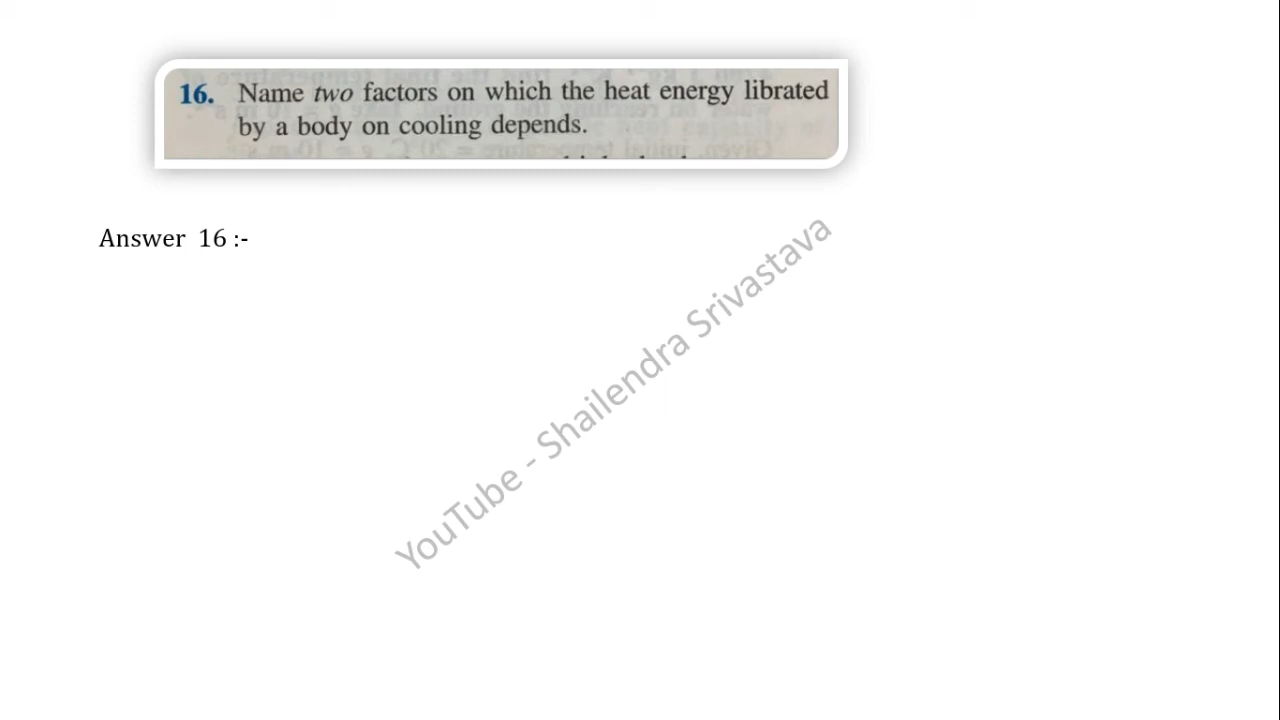 16. Name two factors on which the heat energy librated
by a body on cooling depends.
Answer 16 :-
YouTube - Shailendra Srivastava